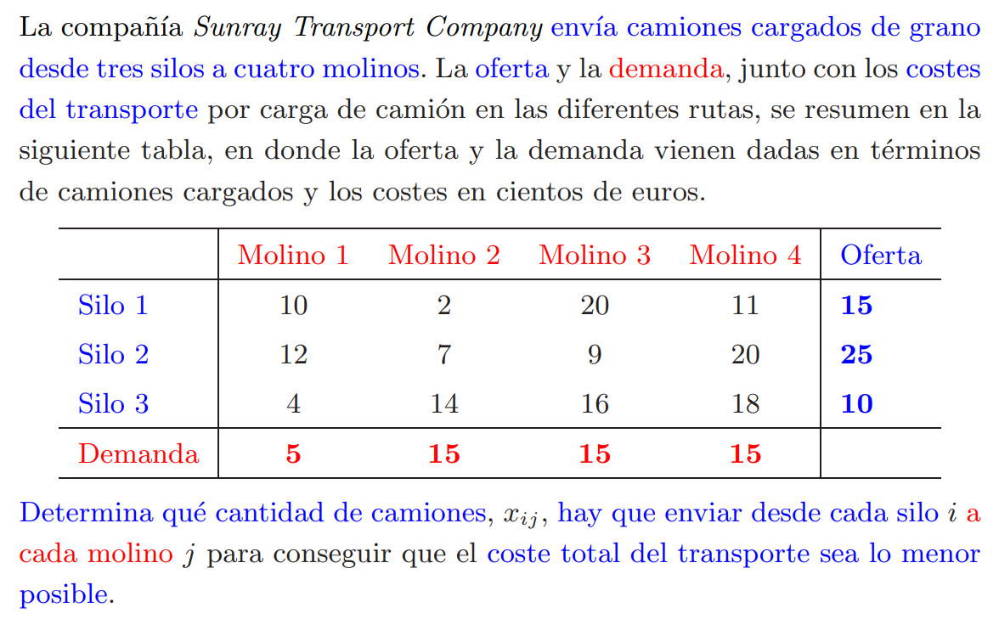 La compañía Sunray Transport Company envía camiones cargados de grano
desde tres silos a cuatro molinos. La oferta y la demanda, junto con los costes
del transporte por carga de camión en las diferentes rutas, se resumen en la
siguiente tabla, en donde la oferta y la demanda vienen dadas en términos
de camiones cargados y los costes en cientos de euros.
Molino 1 Molino 2 Molino 3 Molino 4 Oferta
Silo 1 10 2 20 11 15
Silo 2 12 7 9 20 25
Silo 3 4 14 16 18 10
Demanda 5 15 15 15
Determina qué cantidad de camiones, xij, hay que enviar desde cada silo i a
cada molino j para conseguir que el coste total del transporte sea lo menor
posible.